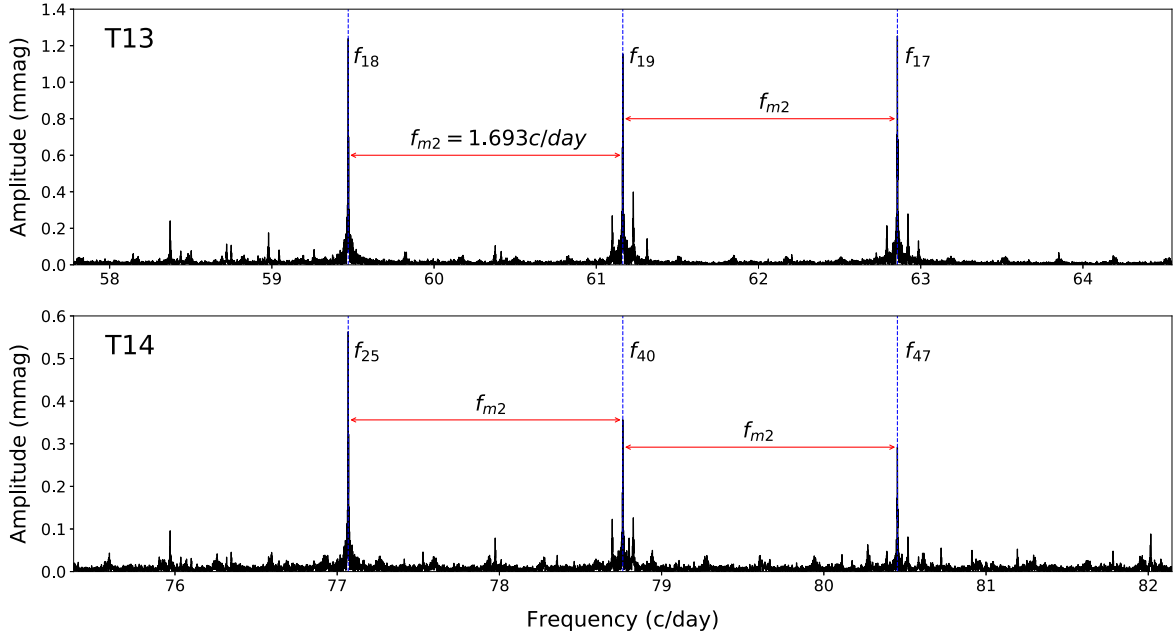 T13
f18
f19
f17
fm2
fm2 = 1.693c/day
Amplitude (mmag)
1.4
1.2
1.0
0.8
0.6
0.4
0.2
0.0
58 59 60 61 62 63 64
T14
f25
f40
f47
fm2
fm2
Amplitude (mmag)
0.6
0.5
0.4
0.3
0.2
0.1
0.0
76 77 78 79 80 81 82
Frequency (c/day)